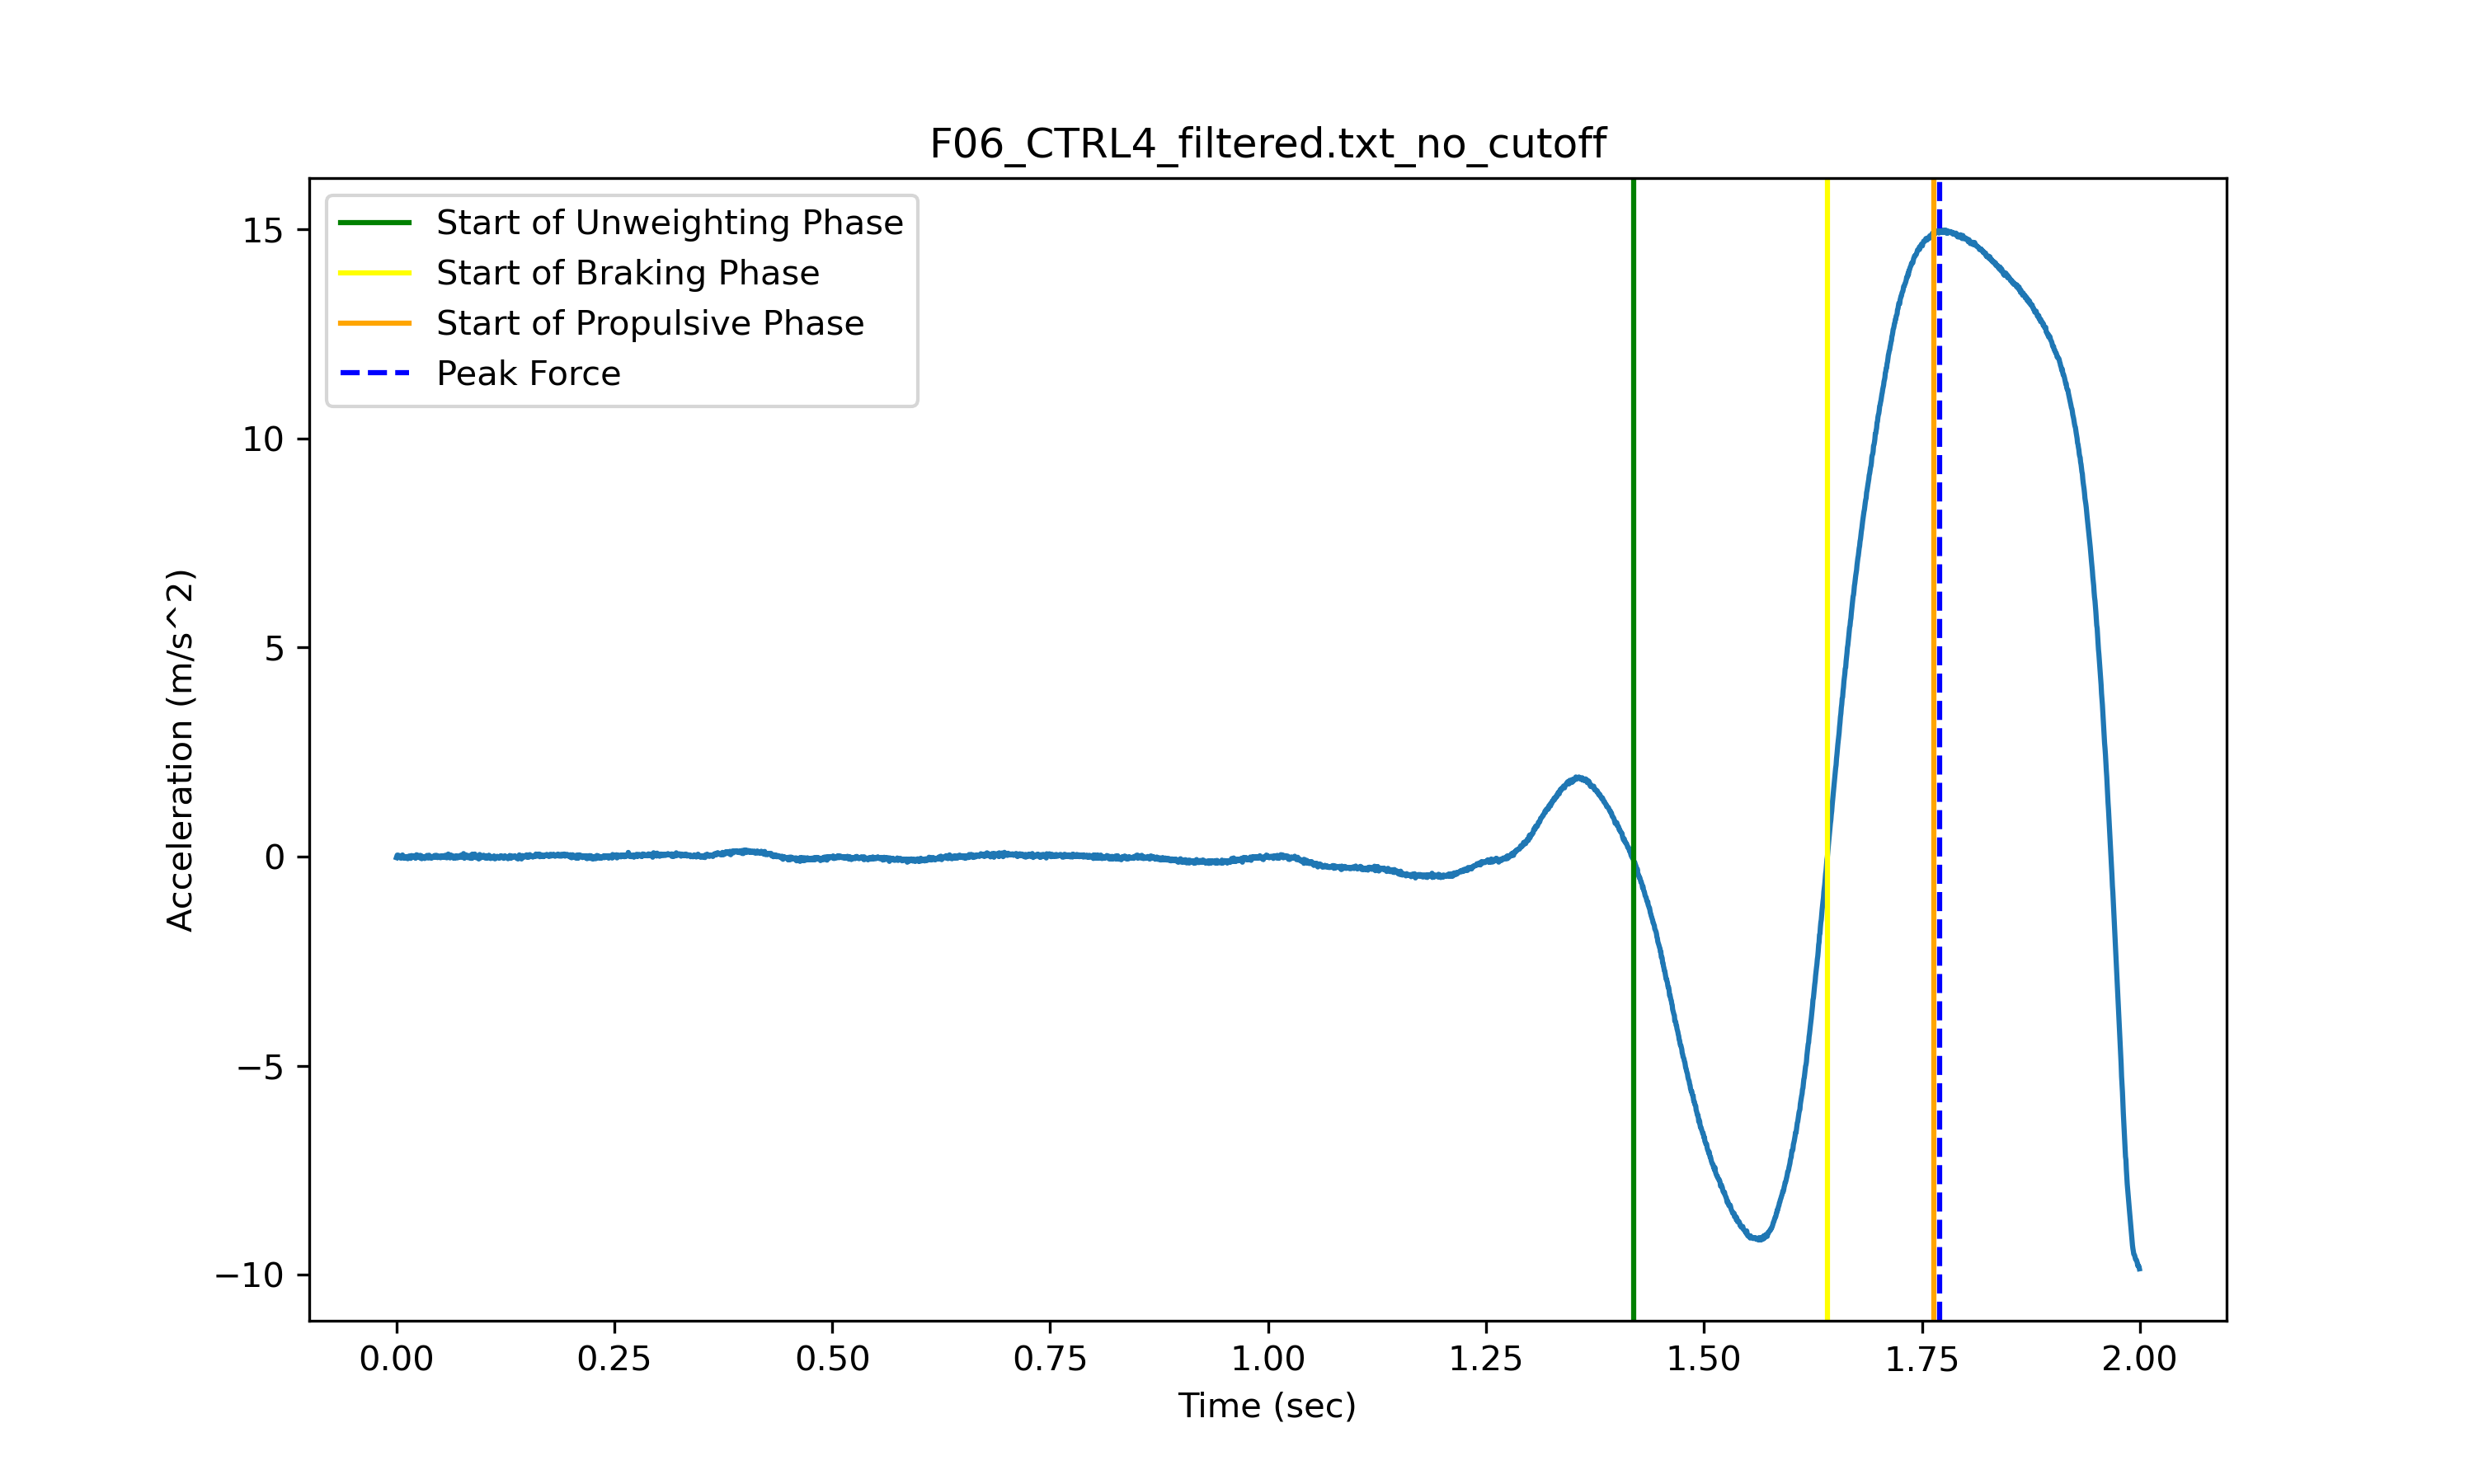 F06_CTRL4_filtered.txt_no_cutoff
Start of Unweighting Phase
Start of Braking Phase
Start of Propulsive Phase
Peak Force
15
10
5
0
−5
−10
Acceleration (m/s^2)
0.00 0.25 0.50 0.75 1.00 1.25 1.50 1.75 2.00
Time (sec)